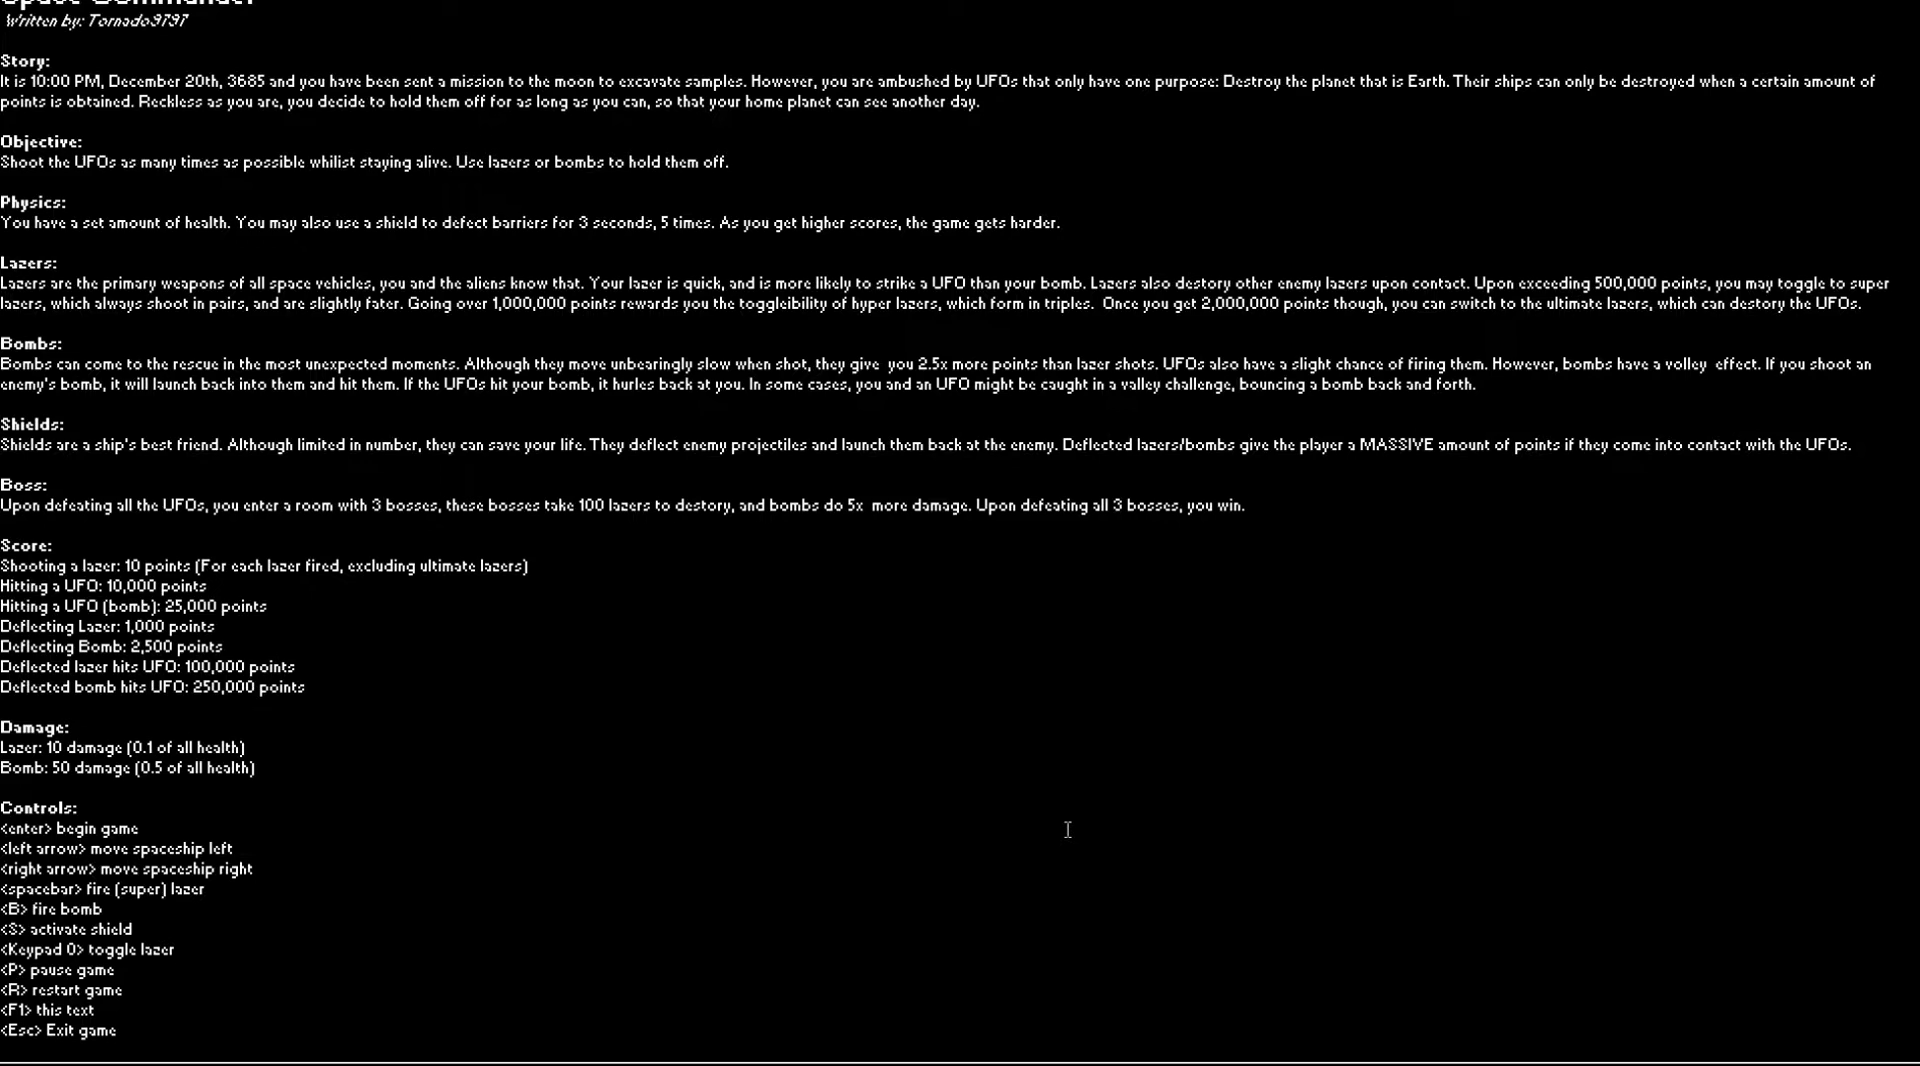 Space Commander
Written by: Tornado9797
Story:
It is 10:00 PM, December 20th, 3685 and you have been sent a mission to the moon to excavate samples. However, you are ambushed by UFOs that only have one purpose: Destroy the planet that is Earth. Their ships can only be destroyed when a certain amount of
points is obtained. Reckless as you are, you decide to hold them off for as long as you can, so that your home planet can see another day.
Objective:
Shoot the UFOs as many times as possible whilist staying alive. Use lazers or bombs to hold them off.
Physics:
You have a set amount of health. You may also use a shield to defect barriers for 3 seconds, 5 times. As you get higher scores, the game gets harder.
Lazers:
Lazers are the primary weapons of all space vehicles, you and the aliens know that. Your lazer is quick, and is more likely to strike a UFO than your bomb. Lazers also destory other enemy lazers upon contact. Upon exceeding 500,000 points, you may toggle to super
lazers, which always shoot in pairs, and are slightly fater. Going over 1,000,000 points rewards you the toggleibility of hyper lazers, which form in triples.  Once you get 2,000,000 points though, you can switch to the ultimate lazers, which can destory the UFOs.
Bombs:
Bombs can come to the rescue in the most unexpected moments. Although they move unbearingly slow when shot, they give  you 2.5x more points than lazer shots. UFOs also have a slight chance of firing them. However, bombs have a volley  effect. If you shoot an
enemy's bomb, it will launch back into them and hit them. If the UFOs hit your bomb, it hurles back at you. In some cases, you and an UFO might be caught in a valley challenge, bouncing a bomb back and forth.
Shields:
Shields are a ship's best friend. Although limited in number, they can save your life. They deflect enemy projectiles and launch them back at the enemy. Deflected lazers/bombs give the player a MASSIVE amount of points if they come into contact with the UFOs.
Boss:
Upon defeating all the UFOs, you enter a room with 3 bosses, these bosses take 100 lazers to destory, and bombs do 5x  more damage. Upon defeating all 3 bosses, you win.
Score:
Shooting a lazer: 10 points (For each lazer fired, excluding ultimate lazers)
Hitting a UFO: 10,000 points
Hitting a UFO (bomb): 25,000 points
Deflecting Lazer: 1,000 points
Deflecting Bomb: 2,500 points
Deflected lazer hits UFO: 100,000 points
Deflected bomb hits UFO: 250,000 points
Damage:
Lazer: 10 damage (0.1 of all health)
Bomb: 50 damage (0.5 of all health)
Controls:
<enter> begin game
<left arrow> move spaceship left
<right arrow> move spaceship right
<spacebar> fire (super) lazer
<B> fire bomb
<S> activate shield
<Keypad 0> toggle lazer
<P> pause game
<R> restart game
<F1> this text
<Esc> Exit game